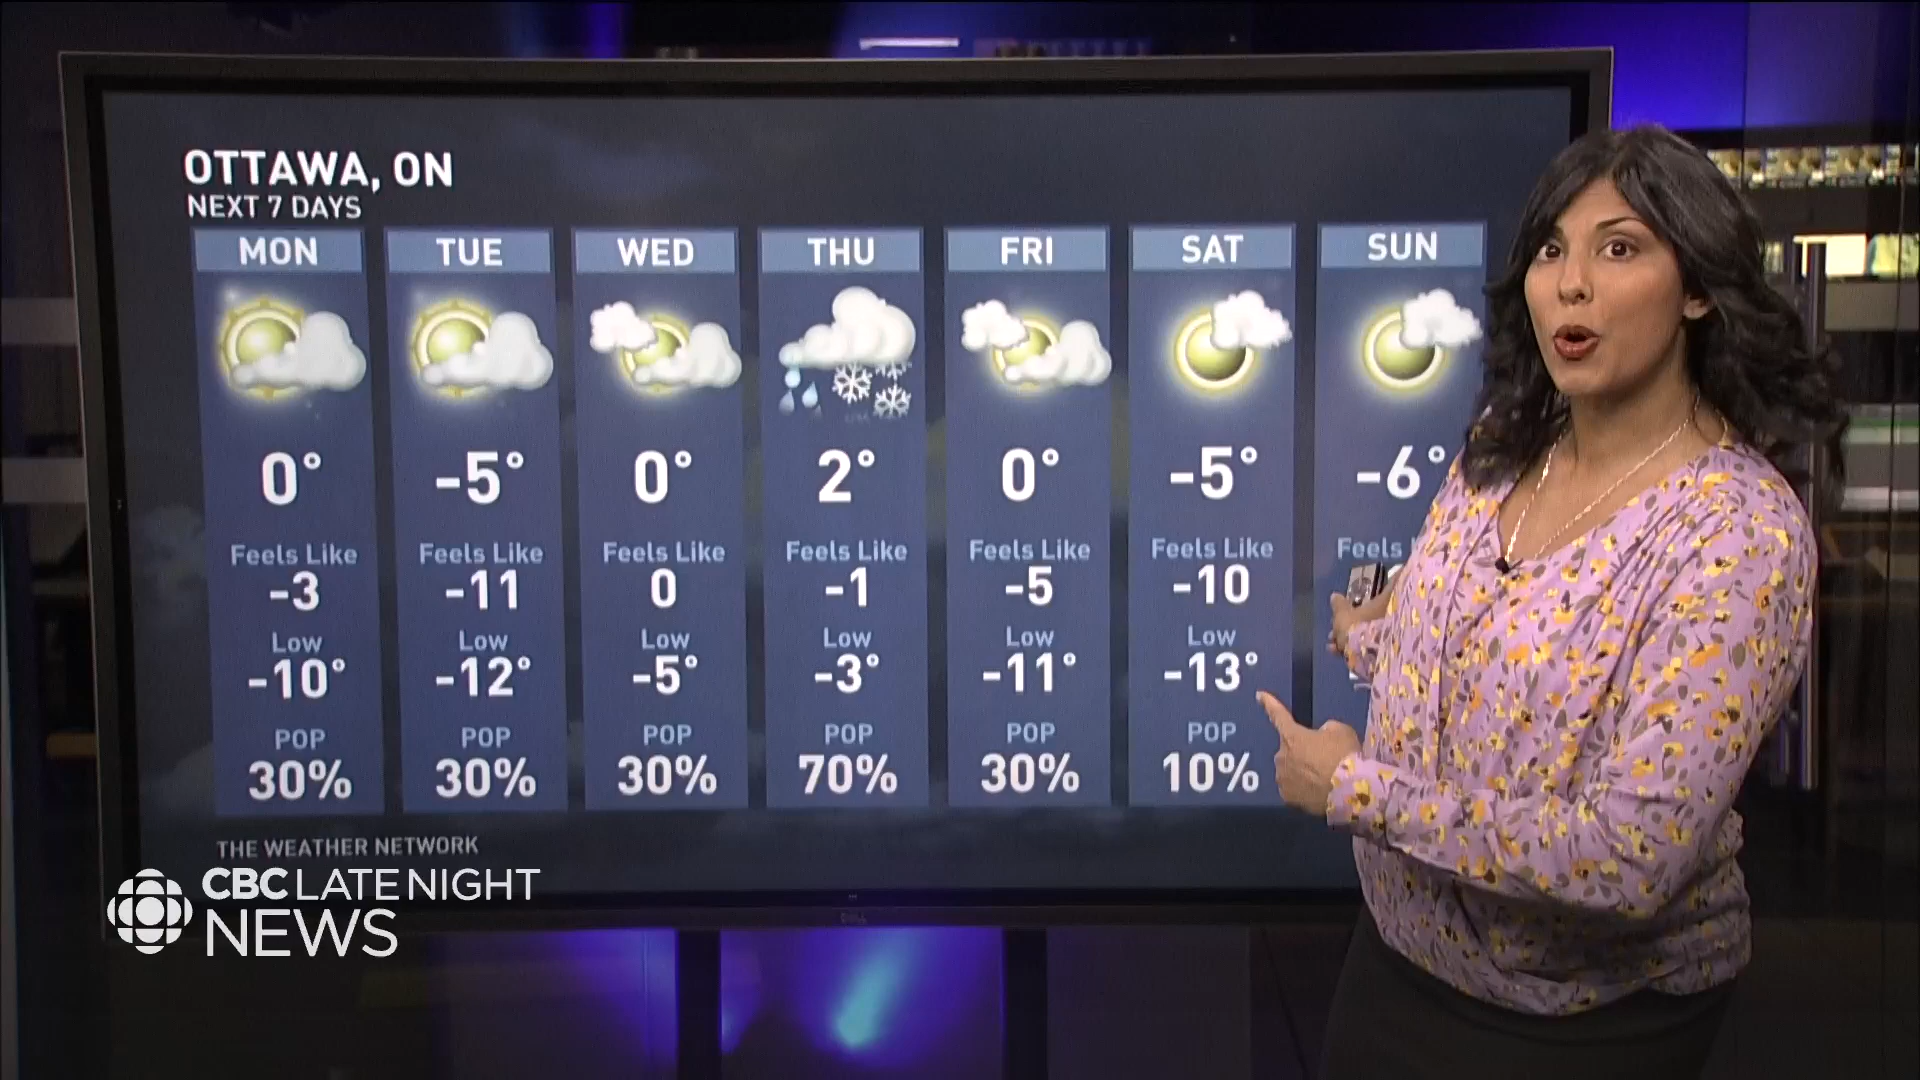 OTTAWA, ON
NEXT 7 DAYS
MON TUE WED THU FRI SAT SUN
0° -5° 0° 2° 0° -5° -6°
Feels Like Feels Like Feels Like Feels Like Feels Like Feels Like Feels
-3 -11 0 -1 -5 -10
Low Low Low Low Low Low
-10° -12° -5° -3° -11° -13°
POP POP POP POP POP POP
30% 30% 30% 70% 30% 10%
THE WEATHER NETWORK
CBC LATE NIGHT
NEWS
DELL